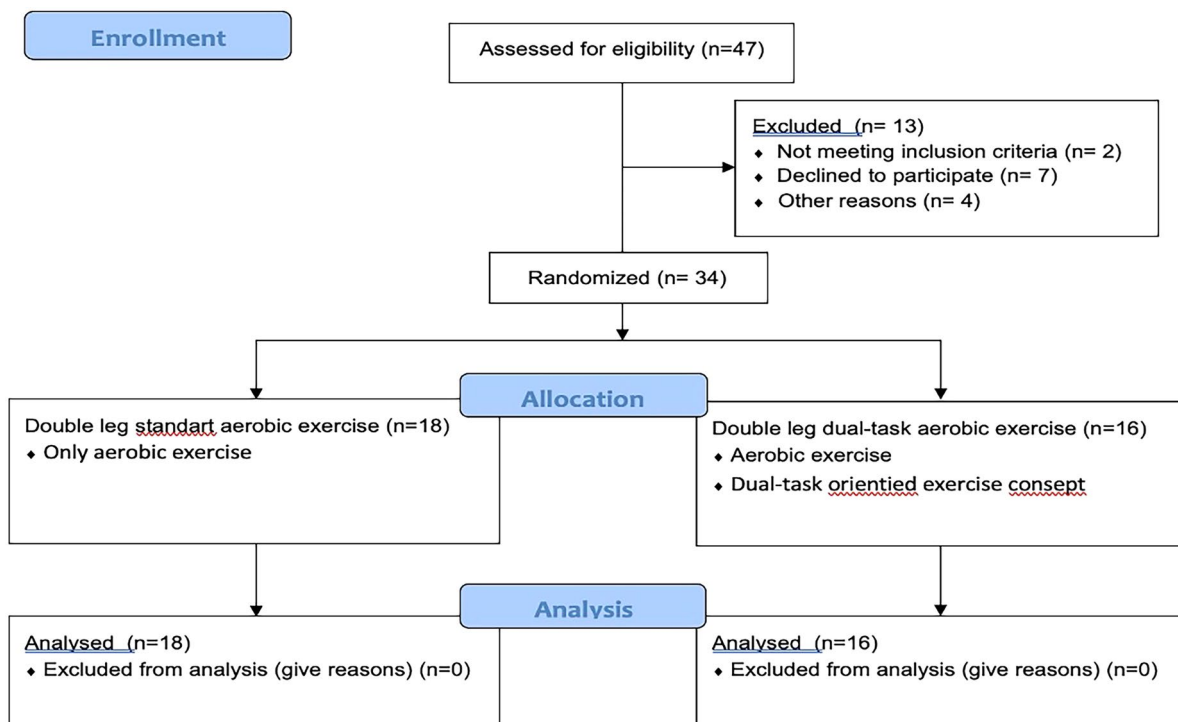 Enrollment
Assessed for eligibility (n=47)
Excluded (n= 13)
⬥ Not meeting inclusion criteria (n= 2)
⬥ Declined to participate (n= 7)
⬥ Other reasons (n= 4)
Randomized (n= 34)
Allocation
Double leg standart aerobic exercise (n=18)
⬥ Only aerobic exercise
Double leg dual-task aerobic exercise (n=16)
⬥ Aerobic exercise
⬥ Dual-task orientied exercise consept
Analysis
Analysed (n=18)
⬥ Excluded from analysis (give reasons) (n=0)
Analysed (n=16)
⬥ Excluded from analysis (give reasons) (n=0)